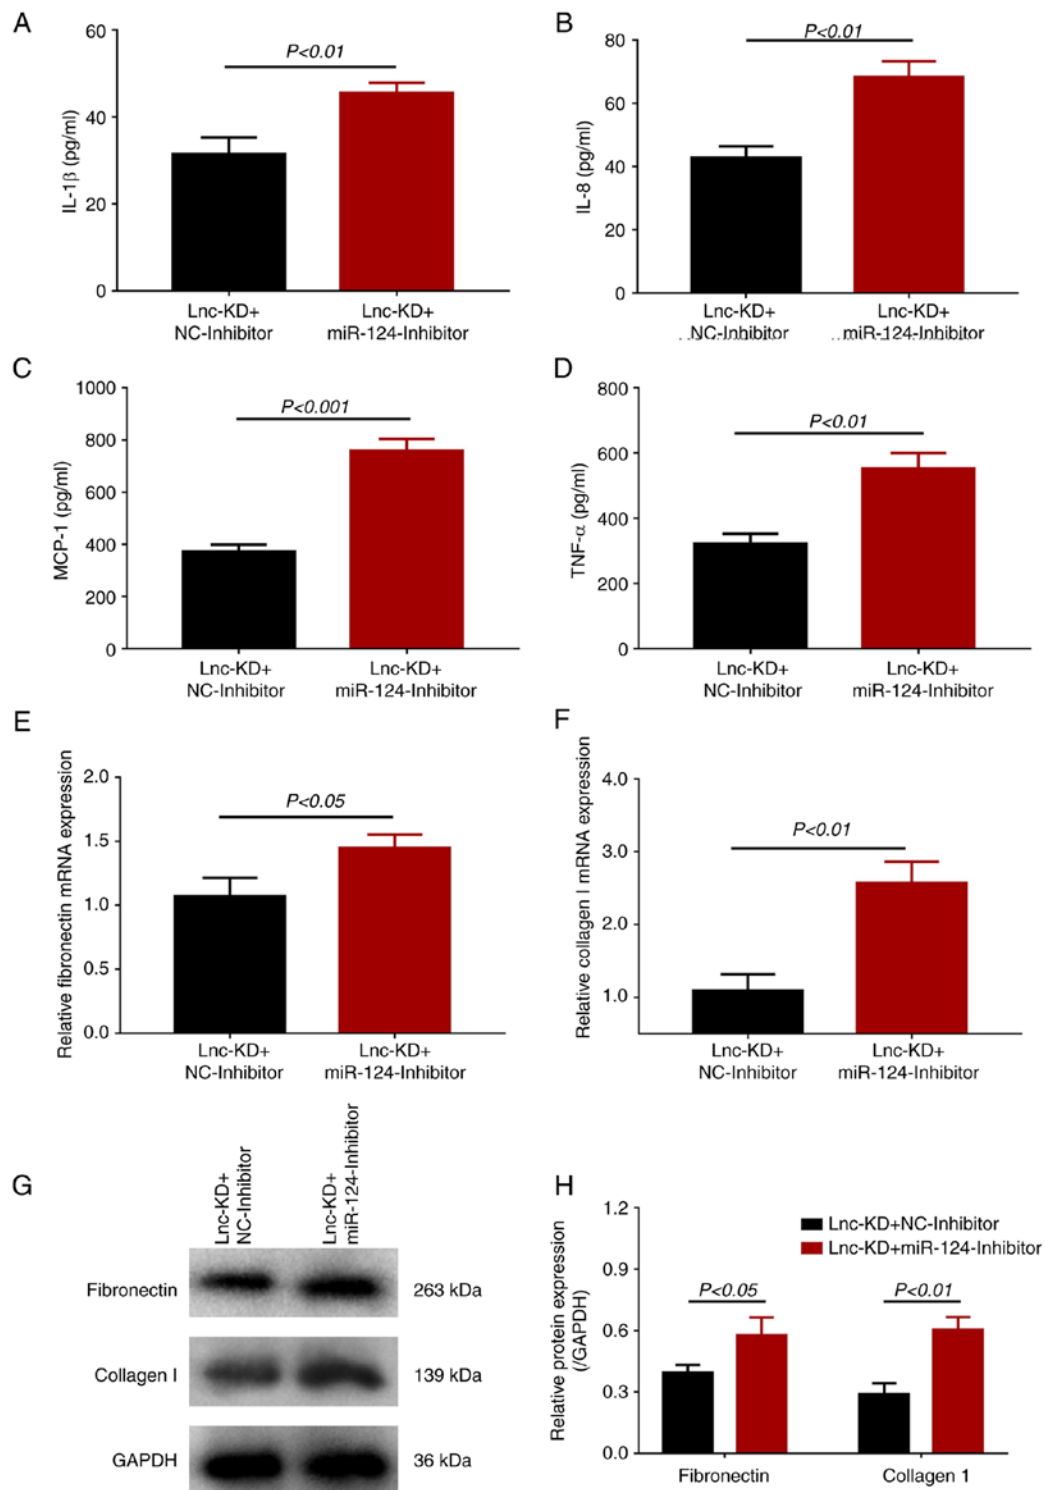 A
60
40
20
0
IL-1β (pg/ml)
P<0.01
Lnc-KD+
NC-Inhibitor
Lnc-KD+
miR-124-Inhibitor
B
80
60
40
20
0
IL-8 (pg/ml)
P<0.01
Lnc-KD+
NC-Inhibitor
Lnc-KD+
miR-124-Inhibitor
C
1000
800
600
400
200
0
MCP-1 (pg/ml)
P<0.001
Lnc-KD+
NC-Inhibitor
Lnc-KD+
miR-124-Inhibitor
D
800
600
400
200
0
TNF-α (pg/ml)
P<0.01
Lnc-KD+
NC-Inhibitor
Lnc-KD+
miR-124-Inhibitor
E
2.0
1.5
1.0
0.5
0.0
Relative fibronectin mRNA expression
P<0.05
Lnc-KD+
NC-Inhibitor
Lnc-KD+
miR-124-Inhibitor
F
4.0
3.0
2.0
1.0
Relative collagen I mRNA expression
P<0.01
Lnc-KD+
NC-Inhibitor
Lnc-KD+
miR-124-Inhibitor
G
Lnc-KD+
NC-Inhibitor
Lnc-KD+
miR-124-Inhibitor
Fibronectin
263 kDa
Collagen I
139 kDa
GAPDH
36 kDa
H
1.2
0.9
0.6
0.3
0.0
Relative protein expression
(/GAPDH)
Lnc-KD+NC-Inhibitor
Lnc-KD+miR-124-Inhibitor
P<0.05
P<0.01
Fibronectin
Collagen 1